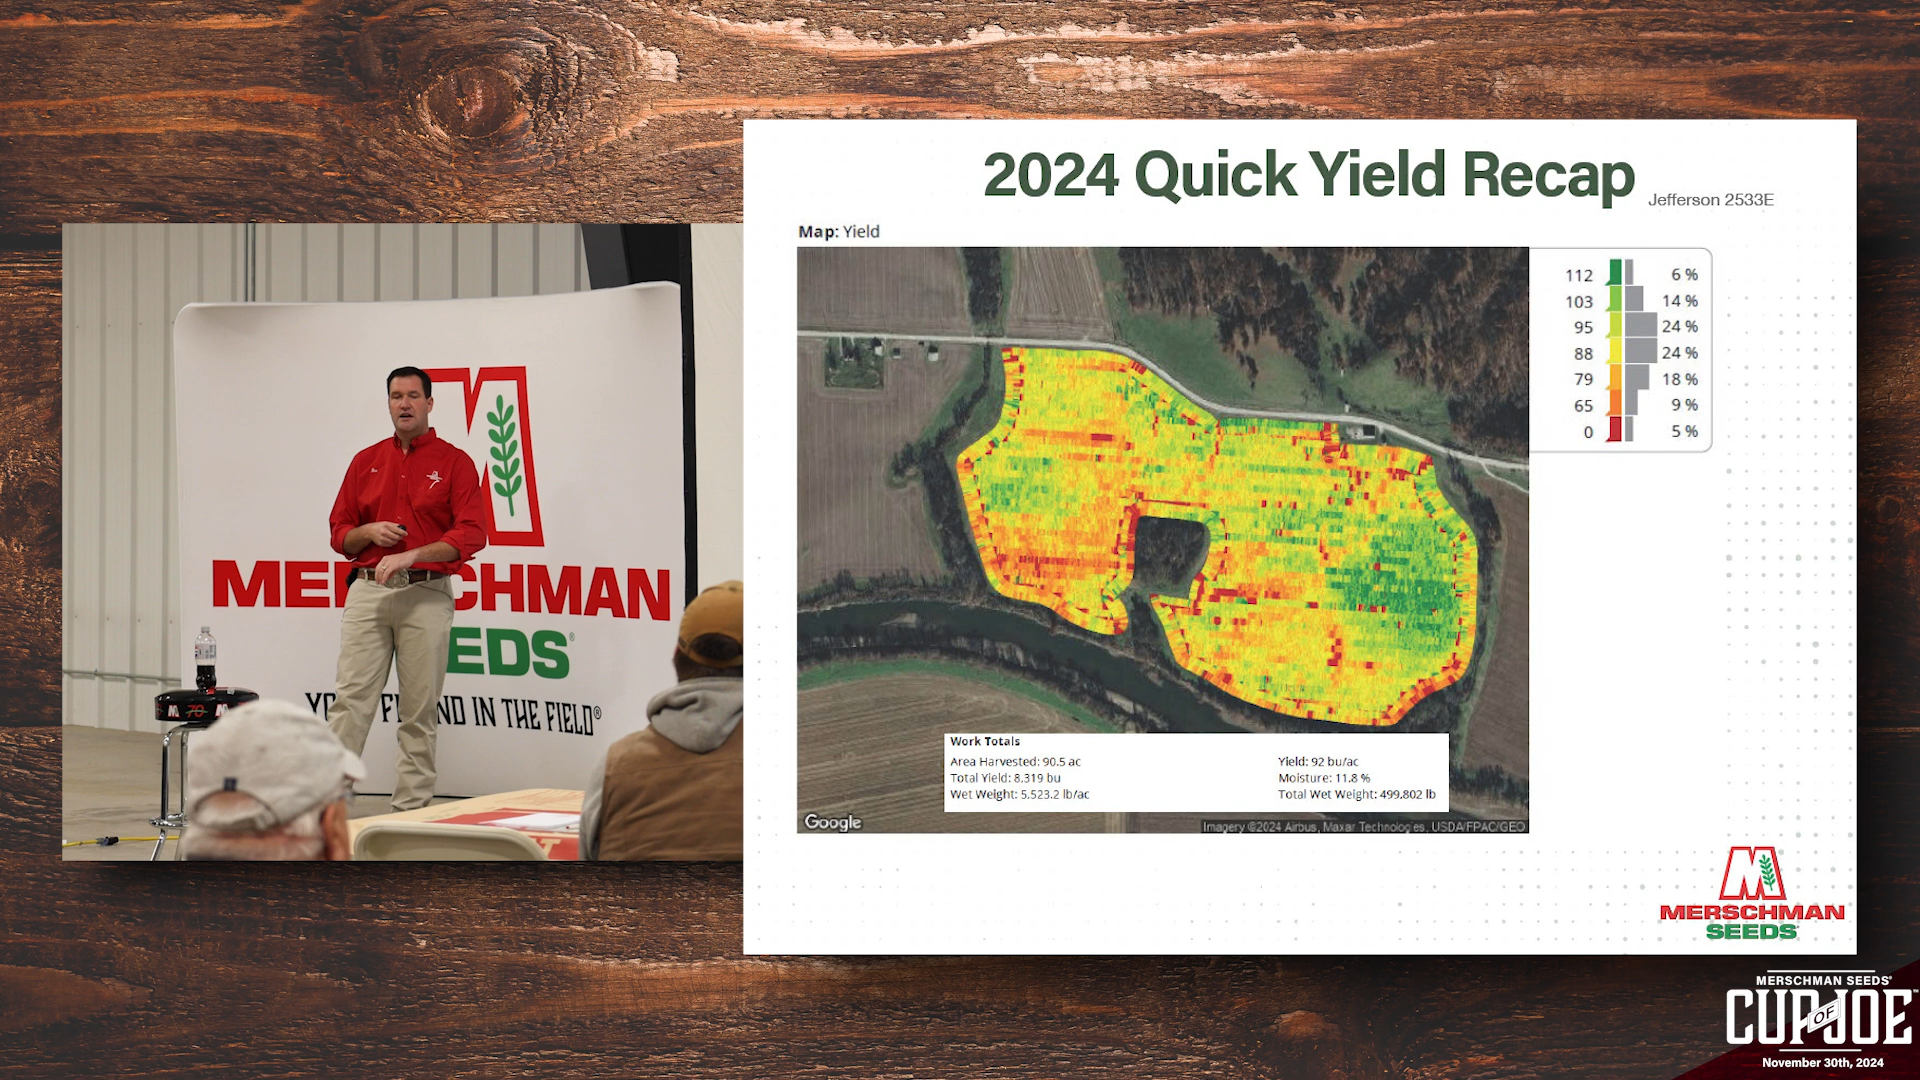 2024 Quick Yield Recap
Jefferson 2533E
Map: Yield
112 6 %
103 14 %
95 24 %
88 24 %
79 18 %
65 9 %
0 5 %
Work Totals
Area Harvested: 90.5 ac
Total Yield: 8,319 bu
Wet Weight: 5,523.2 lb/ac
Yield: 92 bu/ac
Moisture: 11.8 %
Total Wet Weight: 499,802 lb
Google
Imagery ©2024 Airbus, Maxar Technologies, USDA/FPAC/GEO
MERSCHMAN
SEEDS
MERSCHMAN SEEDS®
CUP OF JOE™
November 30th, 2024
ME CHMAN
EDS®
YO F ND IN THE FIELD®
M 70 M